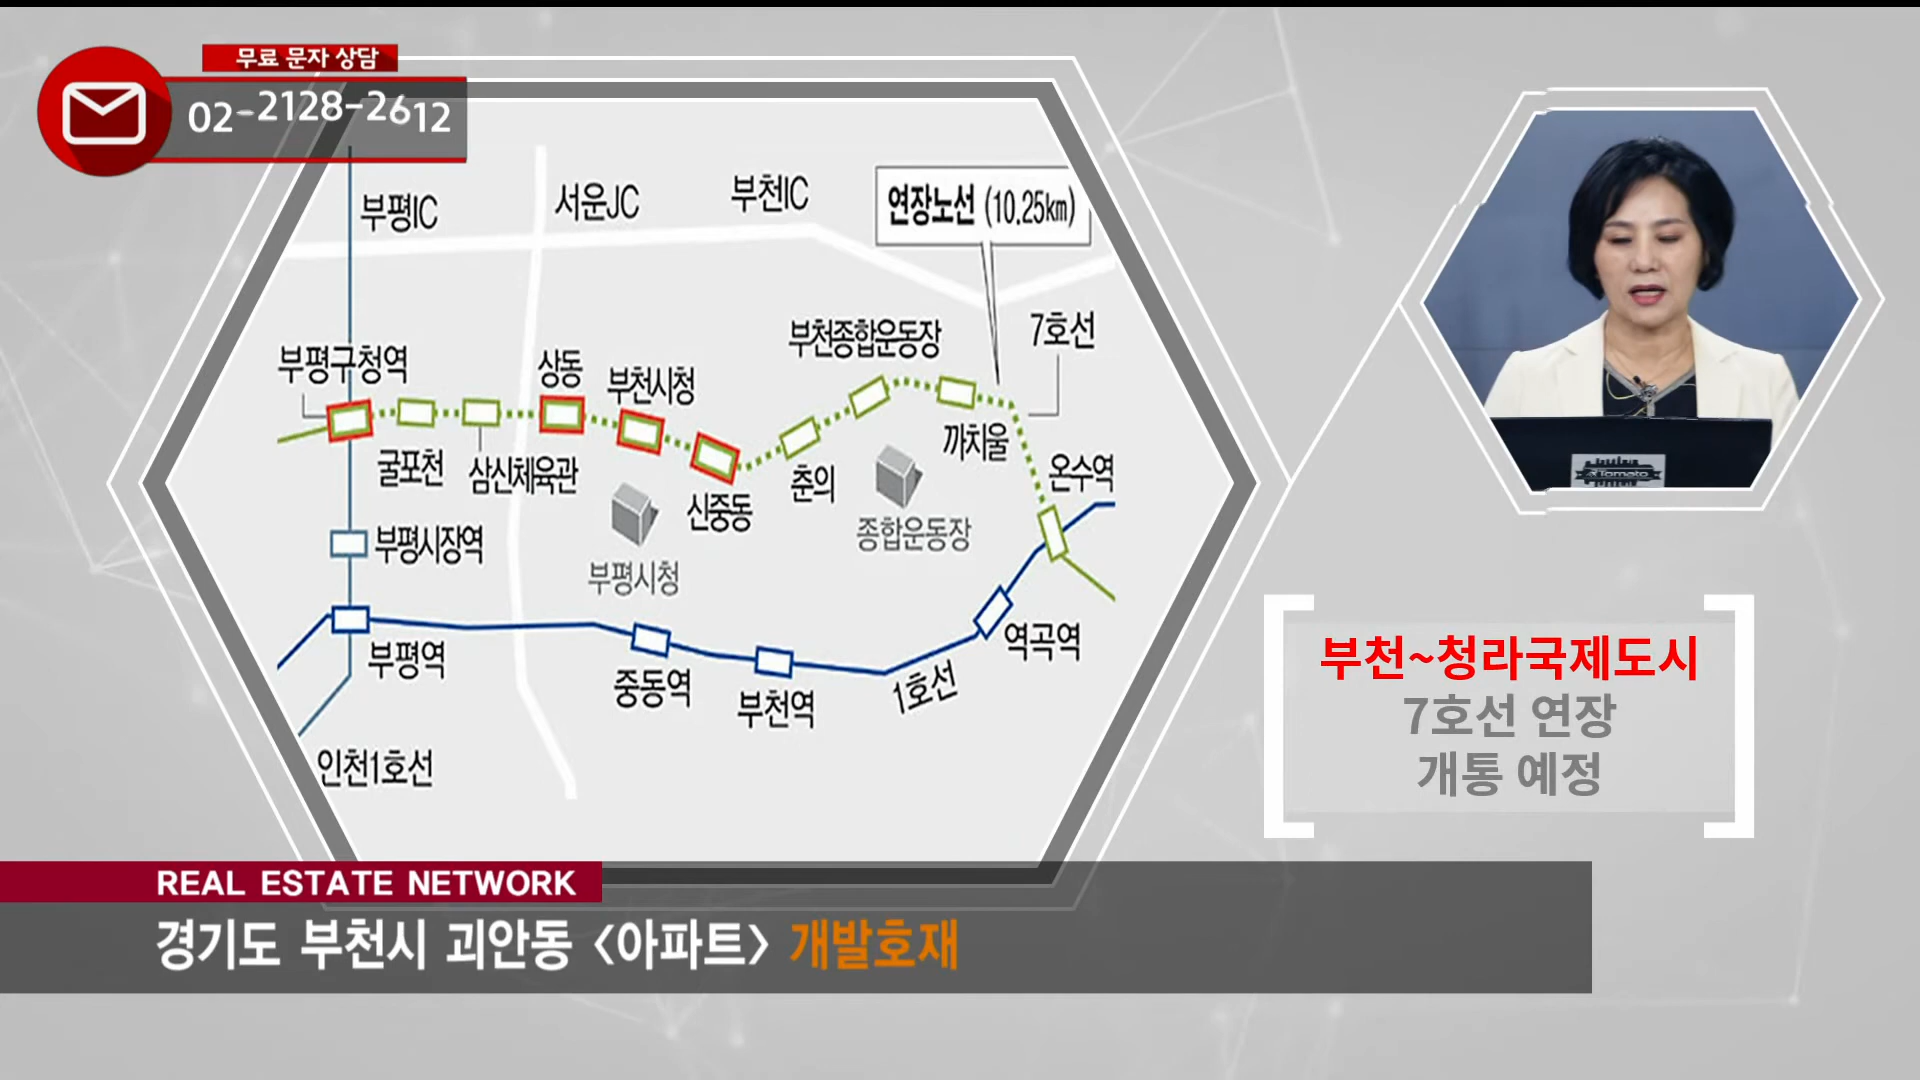 무료 문자 상담
02-2128-2612
부평IC
서운JC
부천IC
연장노선 (10.25km)
7호선
부평구청역
상동
부천시청
부천종합운동장
까치울
온수역
굴포천
삼신체육관
신중동
춘의
종합운동장
부평시장역
부평시청
부평역
중동역
부천역
1호선
역곡역
인천1호선
eTomato
부천~청라국제도시
7호선 연장
개통 예정
REAL ESTATE NETWORK
경기도 부천시 괴안동 <아파트> 개발호재